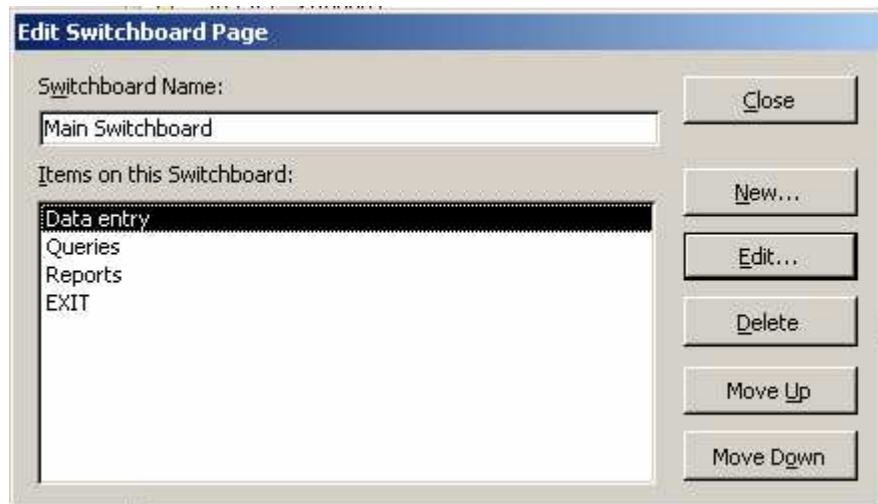 Edit Switchboard Page
Switchboard Name:
Main Switchboard
Items on this Switchboard:
Data entry
Queries
Reports
EXIT
Close
New...
Edit...
Delete
Move Up
Move Down